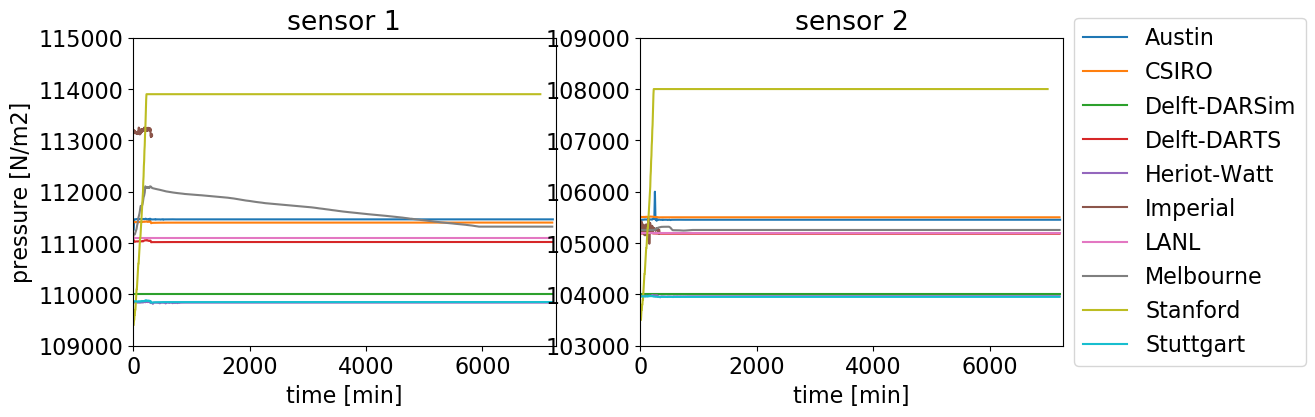 sensor 1
sensor 2
115000
114000
113000
112000
111000
110000
109000
pressure [N/m2]
0
2000
4000
6000
time [min]
109000
108000
107000
106000
105000
104000
103000
0
2000
4000
6000
time [min]
Austin
CSIRO
Delft-DARSim
Delft-DARTS
Heriot-Watt
Imperial
LANL
Melbourne
Stanford
Stuttgart